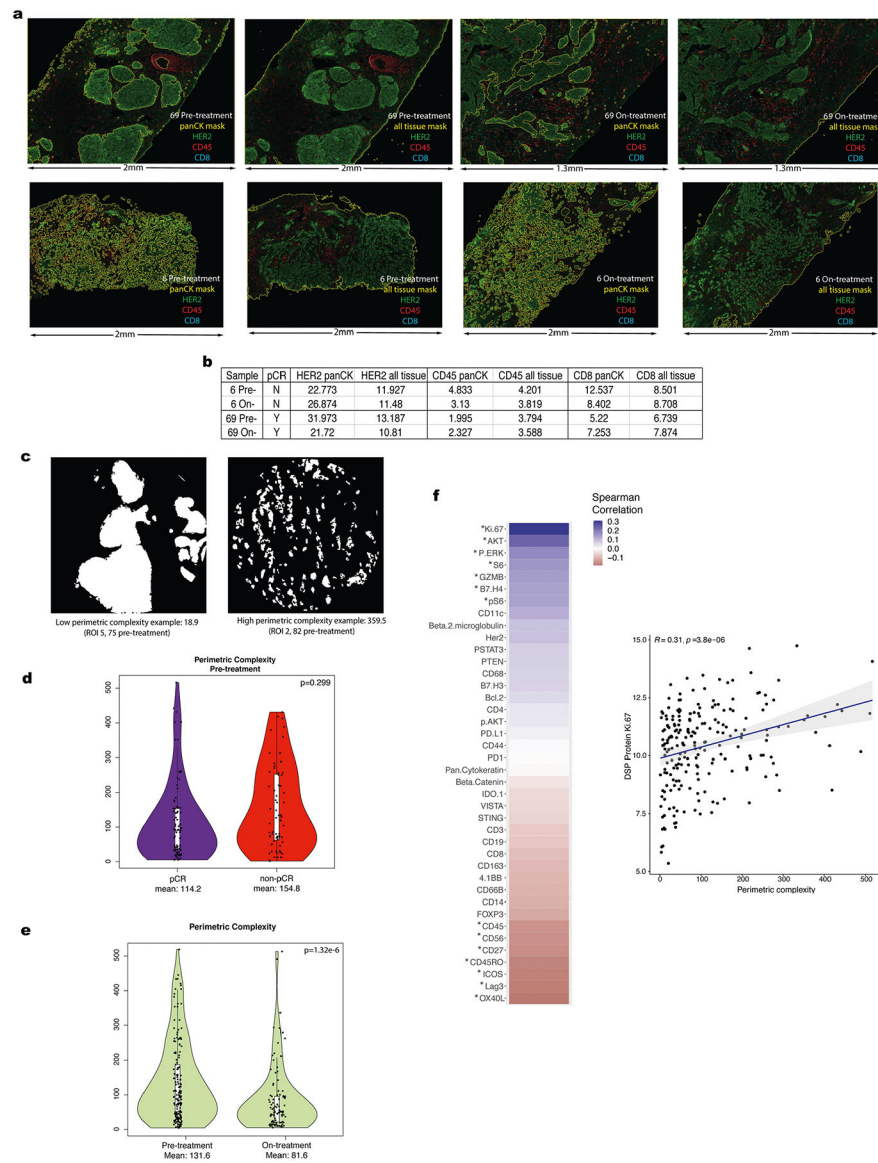 a
69 Pre-treatment
panCK mask
HER2
CD45
CD8
2mm
69 Pre-treatment
all tissue mask
HER2
CD45
CD8
2mm
69 On-treatment
panCK mask
HER2
CD45
CD8
1.3mm
69 On-treatment
all tissue mask
HER2
CD45
CD8
1.3mm
6 Pre-treatment
panCK mask
HER2
CD45
CD8
2mm
6 Pre-treatment
all tissue mask
HER2
CD45
CD8
2mm
6 On-treatment
panCK mask
HER2
CD45
CD8
2mm
6 On-treatment
all tissue mask
HER2
CD45
CD8
2mm
b
Sample pCR HER2 panCK HER2 all tissue CD45 panCK CD45 all tissue CD8 panCK CD8 all tissue
6 Pre- N 22.773 11.927 4.833 4.201 12.537 8.501
6 On- N 26.874 11.48 3.13 3.819 8.402 8.708
69 Pre- Y 31.973 13.187 1.995 3.794 5.22 6.739
69 On- Y 21.72 10.81 2.327 3.588 7.253 7.874
c
Low perimetric complexity example: 18.9
(ROI 5, 75 pre-treatment)
High perimetric complexity example: 359.5
(ROI 2, 82 pre-treatment)
d
Perimetric Complexity
Pre-treatment
p=0.299
500
400
300
200
100
0
pCR
mean: 114.2
non-pCR
mean: 154.8
e
Perimetric Complexity
p=1.32e-6
500
400
300
200
100
0
Pre-treatment
Mean: 131.6
On-treatment
Mean: 81.6
f
Spearman
Correlation
0.3
0.2
0.1
0.0
−0.1
*Ki.67
*AKT
*P.ERK
*S6
*GZMB
*B7.H4
*pS6
CD11c
Beta.2.microglobulin
Her2
PSTAT3
PTEN
CD68
B7.H3
Bcl.2
CD4
p.AKT
PD.L1
CD44
PD1
Pan.Cytokeratin
Beta.Catenin
IDO.1
VISTA
STING
CD3
CD19
CD8
CD163
4.1BB
CD66B
CD14
FOXP3
*CD45
*CD56
*CD27
*CD45RO
*ICOS
*Lag3
*OX40L
R = 0.31, p =3.8e−06
DSP Protein Ki.67
15.0
12.5
10.0
7.5
5.0
0 100 200 300 400 500
Perimetric complexity